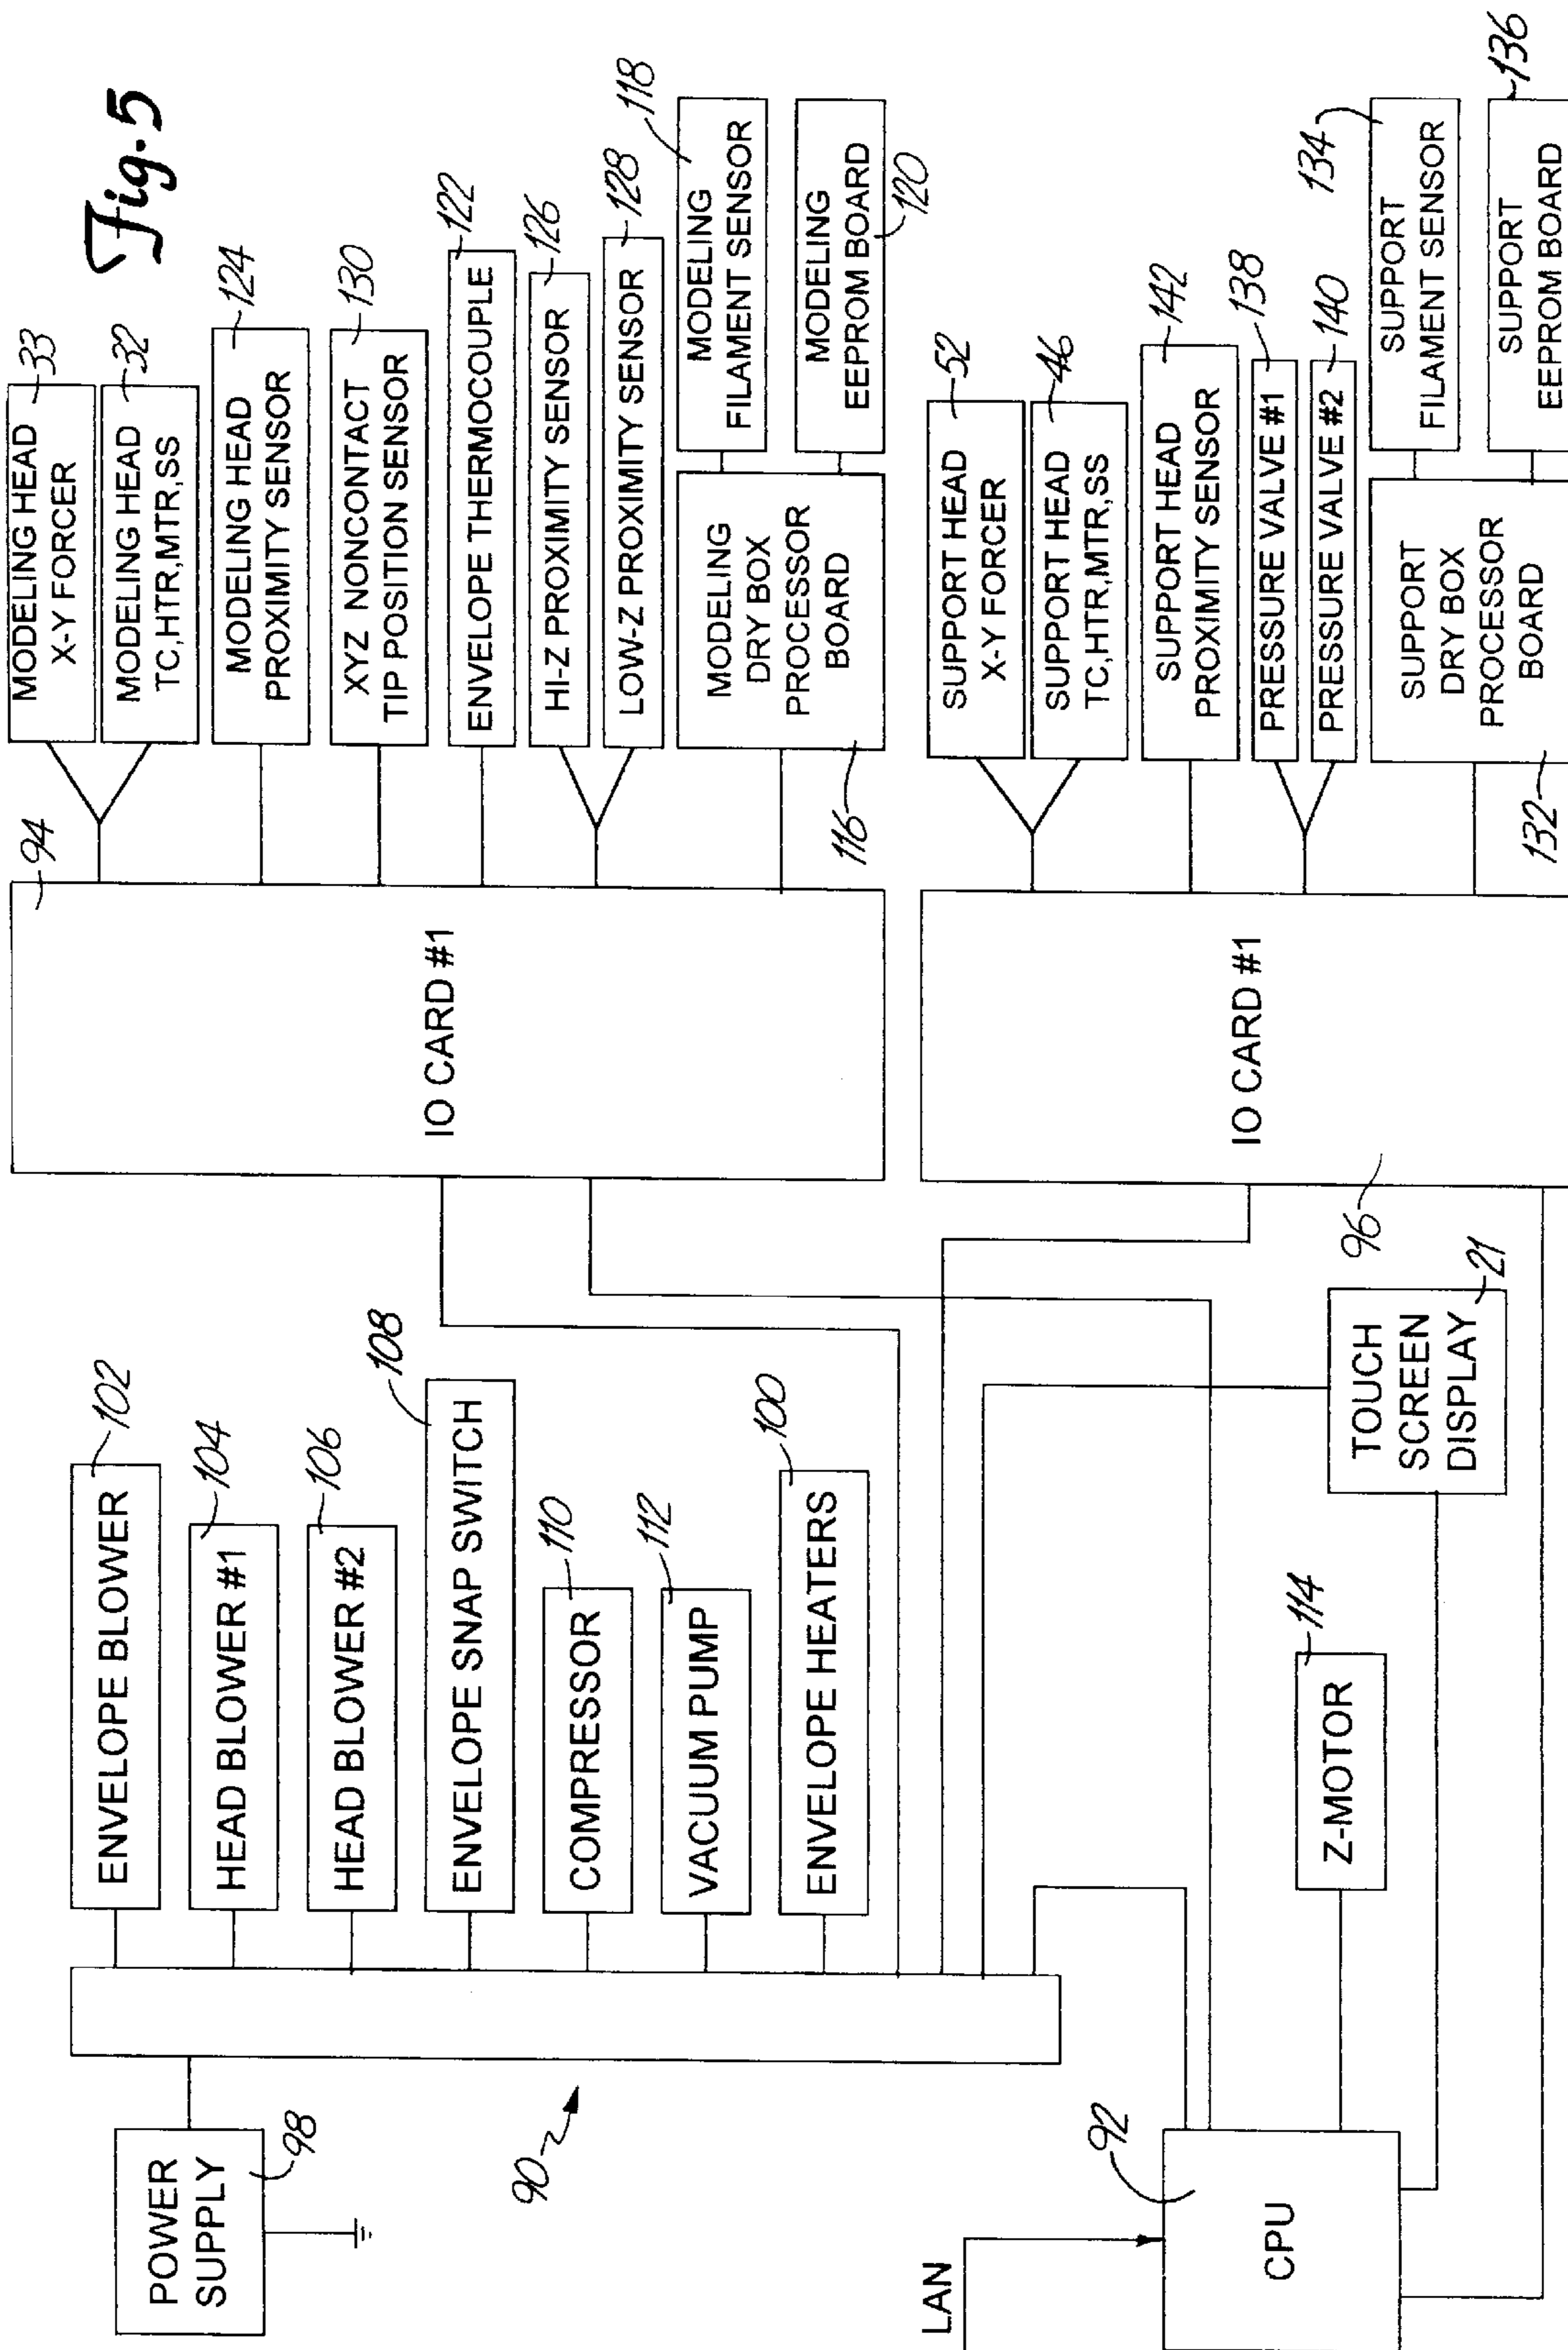 Fig. 5
POWER
SUPPLY
98
90
ENVELOPE BLOWER
102
HEAD BLOWER #1
104
HEAD BLOWER #2
106
ENVELOPE SNAP SWITCH
108
COMPRESSOR
110
VACUUM PUMP
112
ENVELOPE HEATERS
100
LAN
CPU
92
Z-MOTOR
114
TOUCH
SCREEN
DISPLAY
21
IO CARD #1
94
MODELING HEAD
X-Y FORCER
33
MODELING HEAD
TC,HTR,MTR,SS
32
MODELING HEAD
PROXIMITY SENSOR
124
XYZ NONCONTACT
TIP POSITION SENSOR
130
ENVELOPE THERMOCOUPLE
122
HI-Z PROXIMITY SENSOR
126
LOW-Z PROXIMITY SENSOR
128
MODELING
DRY BOX
PROCESSOR
BOARD
116
MODELING
FILAMENT SENSOR
118
MODELING
EEPROM BOARD
120
IO CARD #1
96
SUPPORT HEAD
X-Y FORCER
52
SUPPORT HEAD
TC,HTR,MTR,SS
46
SUPPORT HEAD
PROXIMITY SENSOR
142
PRESSURE VALVE #1
138
PRESSURE VALVE #2
140
SUPPORT
DRY BOX
PROCESSOR
BOARD
132
SUPPORT
FILAMENT SENSOR
134
SUPPORT
EEPROM BOARD
136